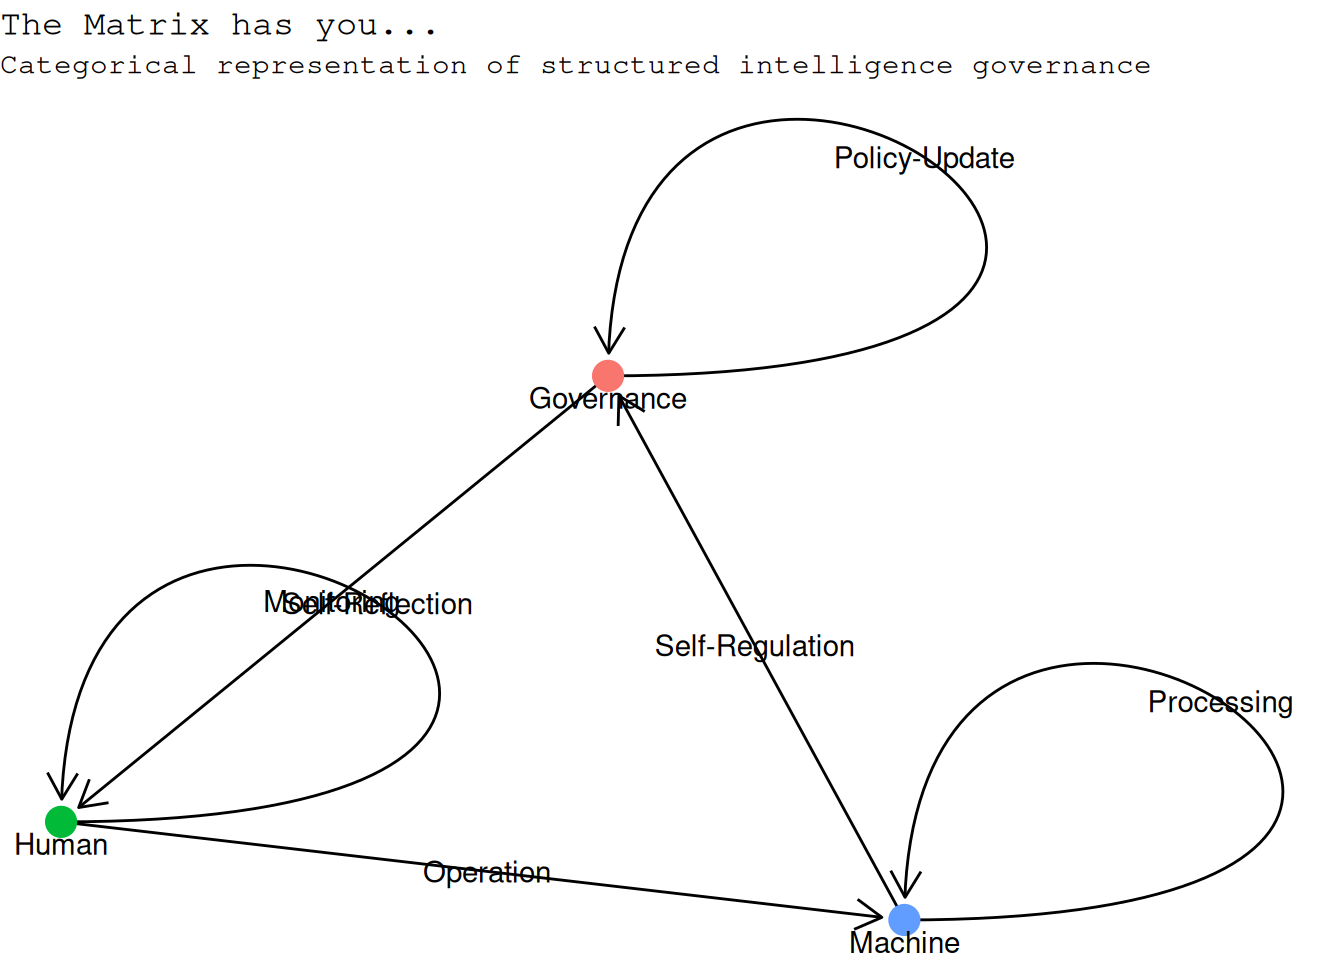 The Matrix has you...
Categorical representation of structured intelligence governance
Policy-Update
Governance
Monitoring
Self-Reflection
Self-Regulation
Processing
Human
Operation
Machine